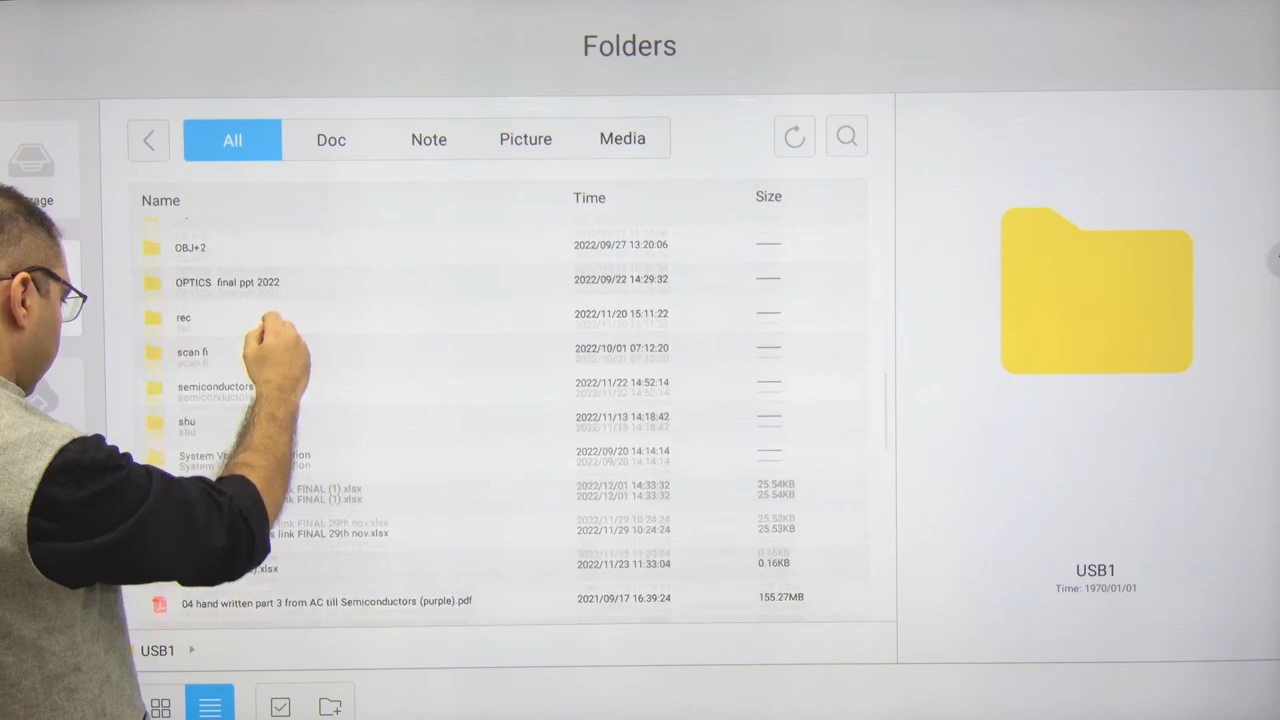 Folders
All Doc Note Picture Media
rage
Name Time Size
OBJ+2 2022/09/27 13:20:06
OPTICS final ppt 2022 2022/09/22 14:29:32
rec 2022/11/20 15:11:22
scan fi 2022/10/01 07:12:20
semiconductors 2022/11/22 14:52:14
shu 2022/11/13 14:18:42
System 2022/09/20 14:14:14
FINAL (1).xlsx 2022/12/01 14:33:32 25.54KB
link FINAL 29th nov.xlsx 2022/11/29 10:24:24 25.53KB
.xlsx 2022/11/23 11:33:04 0.16KB
04 hand written part 3 from AC till Semiconductors (purple).pdf 2021/09/17 16:39:24 155.27MB
USB1
USB1
Time: 1970/01/01